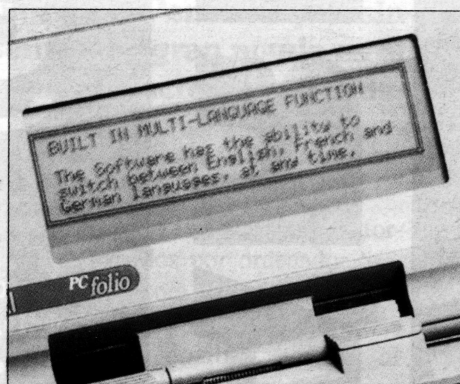 BUILT IN MULTI-LANGUAGE FUNCTION
The Software has the ability to
switch between English, French and
German languages, at any time.
PC folio